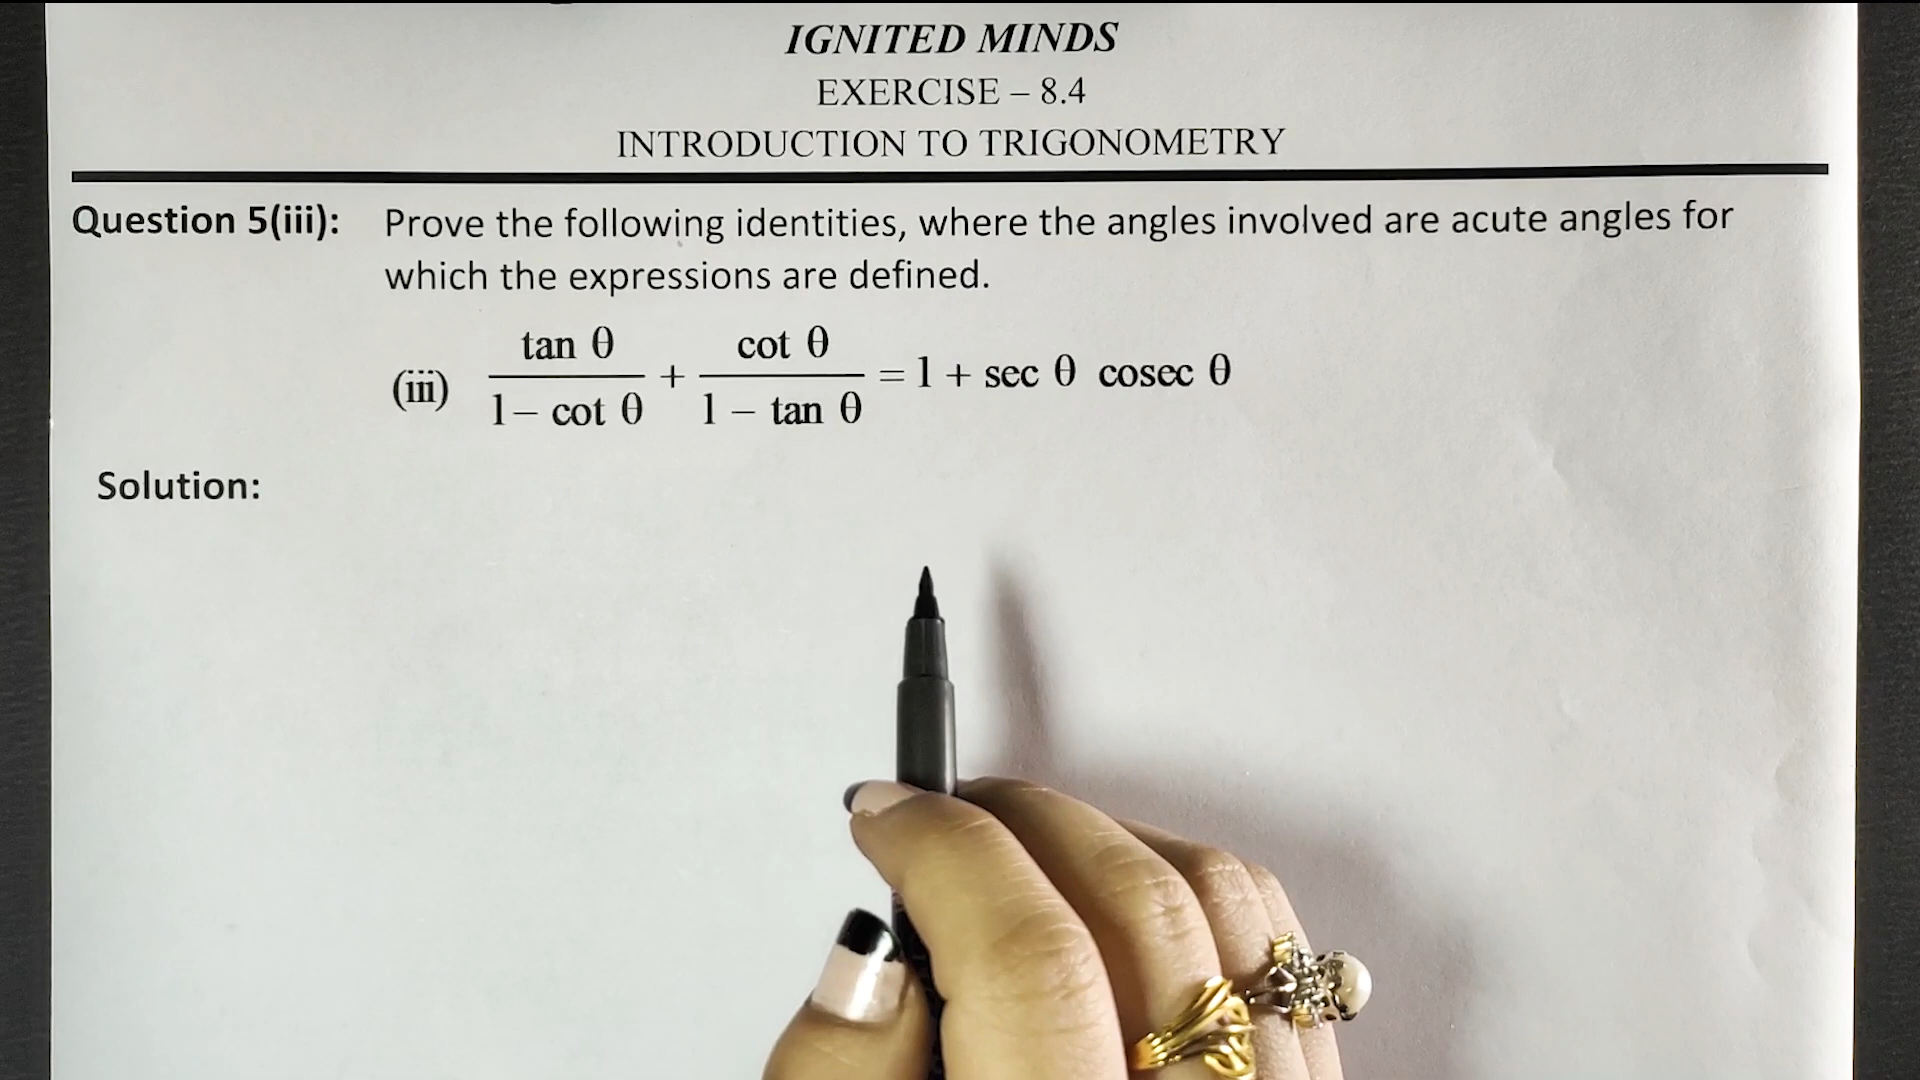 IGNITED MINDS
EXERCISE – 8.4
INTRODUCTION TO TRIGONOMETRY
Question 5(iii): Prove the following identities, where the angles involved are acute angles for
which the expressions are defined.
(iii) tan θ / (1 – cot θ) + cot θ / (1 – tan θ) = 1 + sec θ cosec θ
Solution: